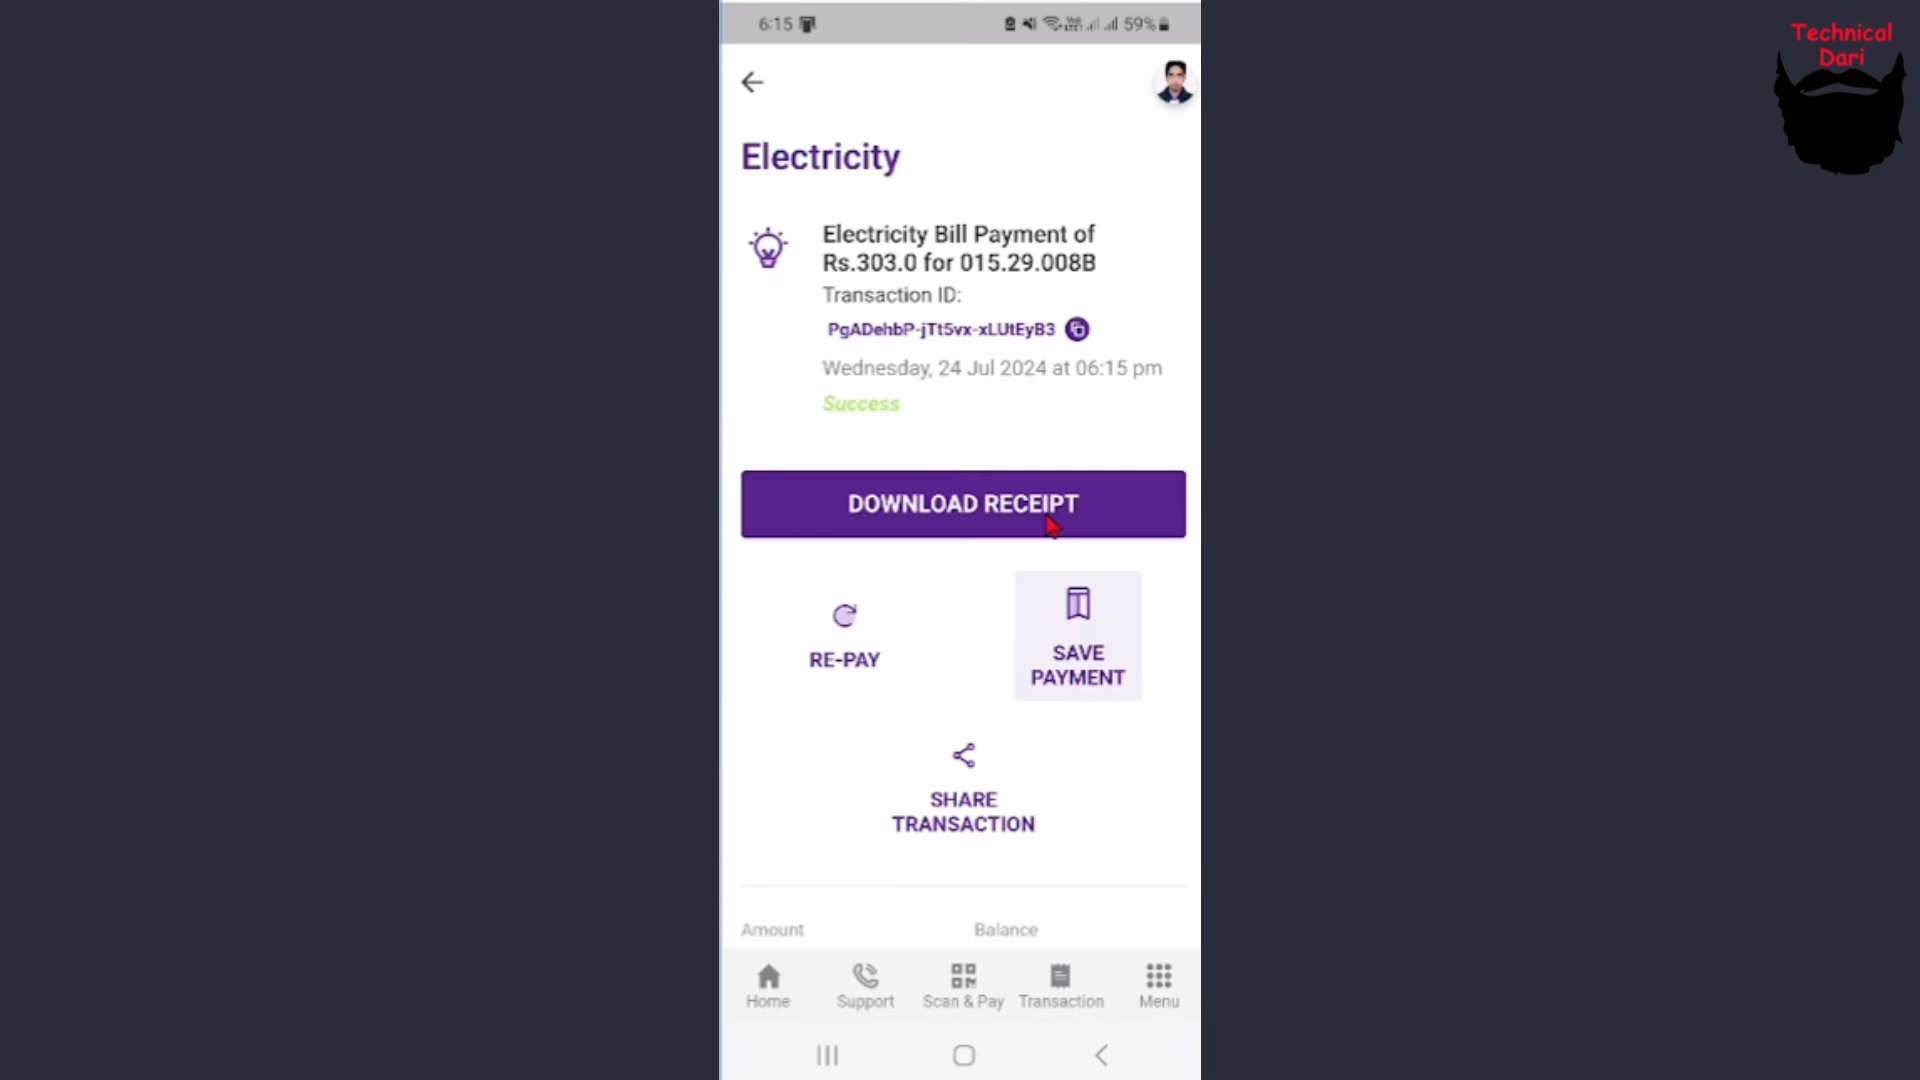 6:15
59%
Technical
Dari
Electricity
Electricity Bill Payment of
Rs.303.0 for 015.29.008B
Transaction ID:
PgADehbP-jTt5vx-xLUtEyB3
Wednesday, 24 Jul 2024 at 06:15 pm
Success
DOWNLOAD RECEIPT
RE-PAY
SAVE
PAYMENT
SHARE
TRANSACTION
Amount
Balance
Home
Support
Scan & Pay
Transaction
Menu